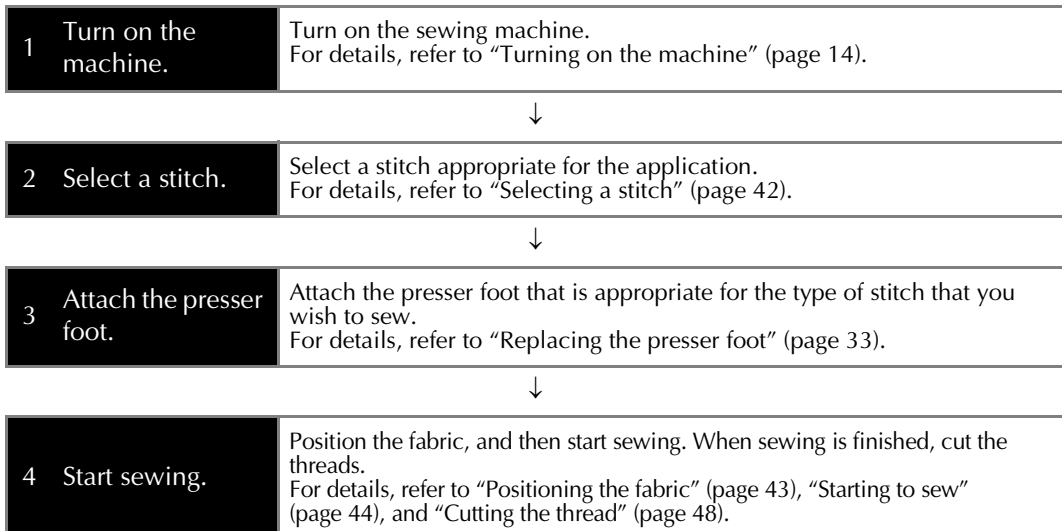 1 Turn on the machine.
Turn on the sewing machine.
For details, refer to “Turning on the machine” (page 14).
↓
2 Select a stitch.
Select a stitch appropriate for the application.
For details, refer to “Selecting a stitch” (page 42).
↓
3 Attach the presser foot.
Attach the presser foot that is appropriate for the type of stitch that you
wish to sew.
For details, refer to “Replacing the presser foot” (page 33).
↓
4 Start sewing.
Position the fabric, and then start sewing. When sewing is finished, cut the
threads.
For details, refer to “Positioning the fabric” (page 43), “Starting to sew”
(page 44), and “Cutting the thread” (page 48).